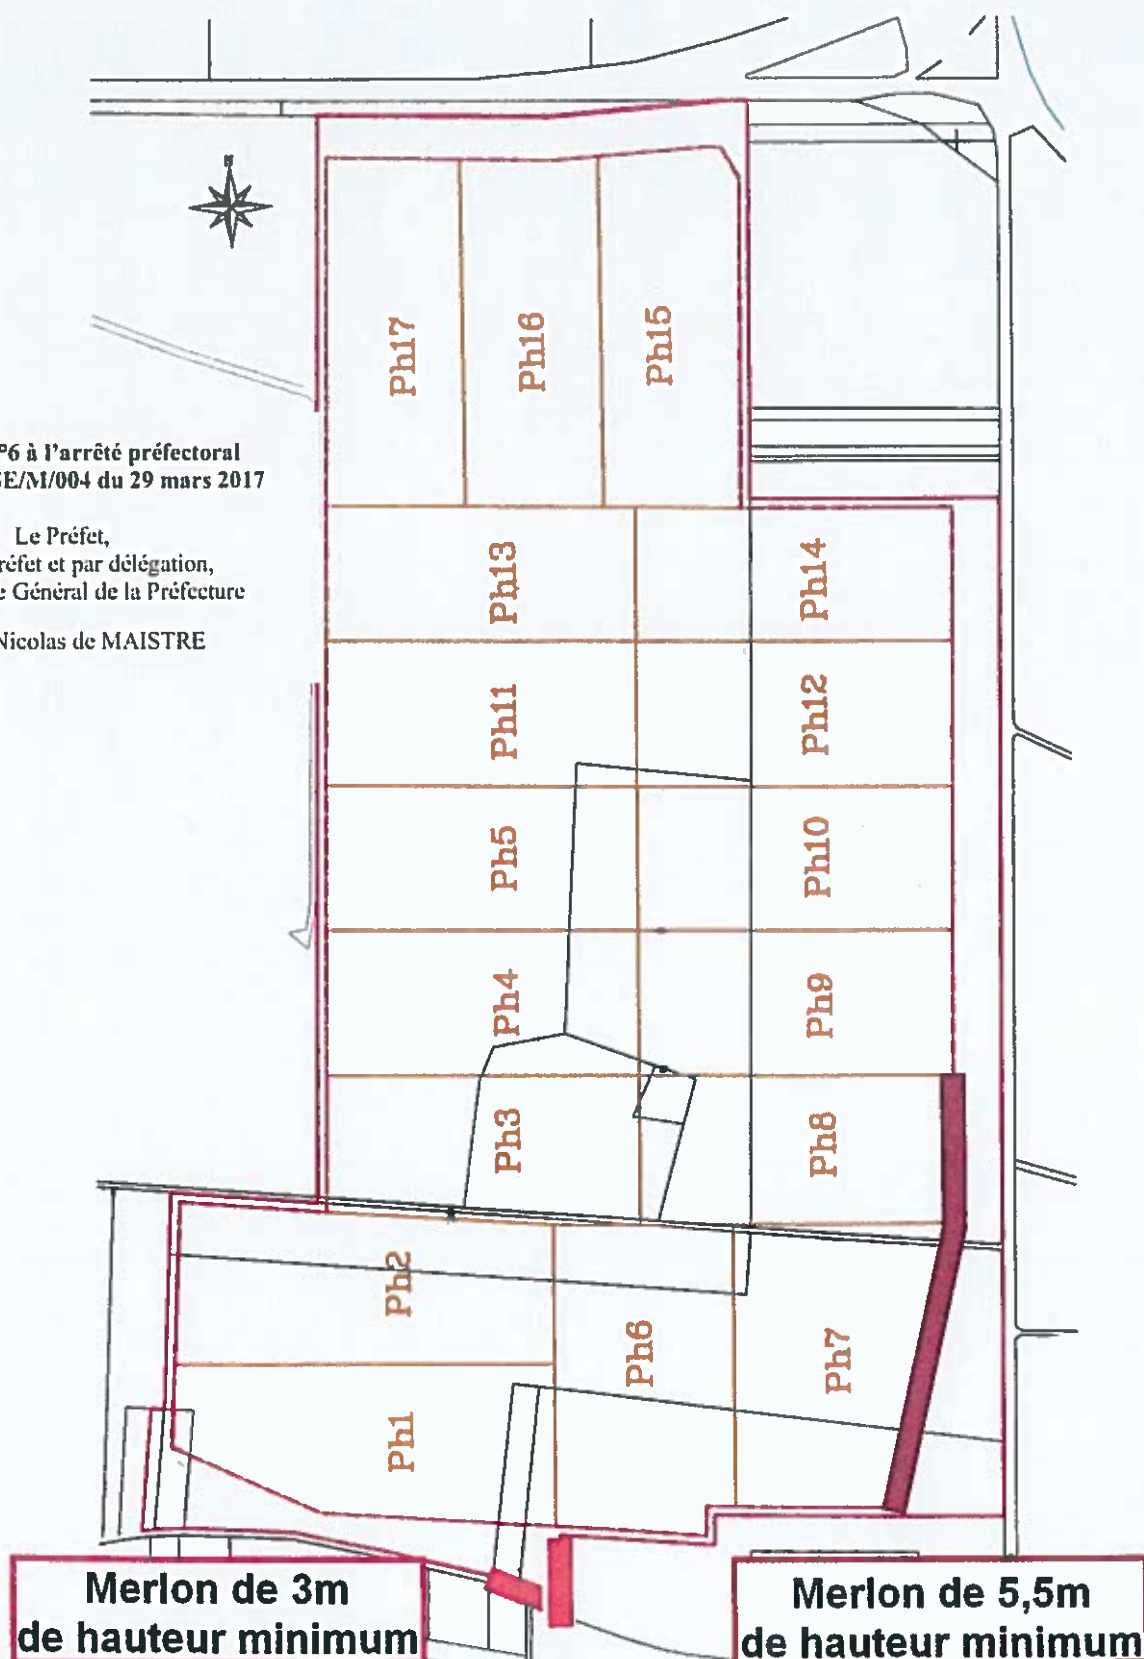 N
Ph17
Ph16
Ph15
°6 à l'arrêté préfectoral
SE/M/004 du 29 mars 2017
Le Préfet,
réfet et par délégation,
e Général de la Préfecture
Nicolas de MAISTRE
Ph13
Ph14
Ph11
Ph12
Ph5
Ph10
Ph4
Ph9
Ph3
Ph8
Ph2
Ph6
Ph7
Ph1
Merlon de 3m
de hauteur minimum
Merlon de 5,5m
de hauteur minimum